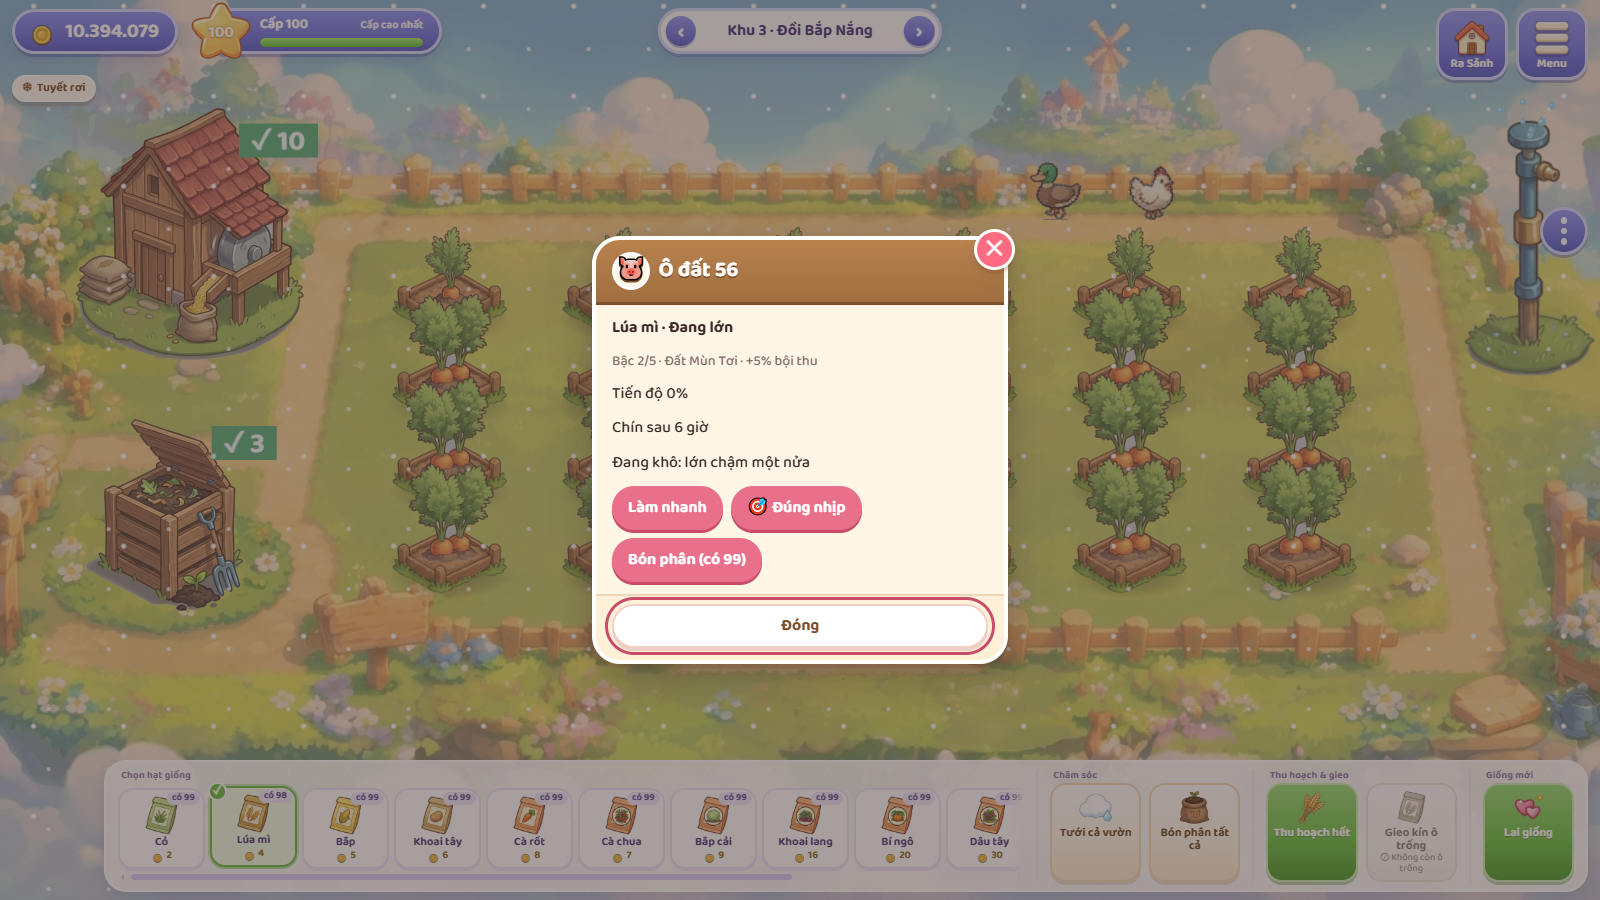 10.394.079
100
Cấp 100
Cấp cao nhất
Khu 3 · Đồi Bắp Nắng
Ra Sảnh
Menu
Tuyết rơi
✓10
✓3
Ô đất 56
Lúa mì · Đang lớn
Bậc 2/5 · Đất Mùn Tơi · +5% bội thu
Tiến độ 0%
Chín sau 6 giờ
Đang khô: lớn chậm một nửa
Làm nhanh
Đúng nhịp
Bón phân (có 99)
Đóng
Chọn hạt giống
có 99
Cỏ
2
có 98
Lúa mì
4
có 99
Bắp
5
có 99
Khoai tây
6
có 99
Cà rốt
8
có 99
Cà chua
7
có 99
Bắp cải
9
có 99
Khoai lang
16
có 99
Bí ngô
20
có 99
Dâu tây
30
Chăm sóc
Tưới cả vườn
Bón phân tất
cả
Thu hoạch & gieo
Thu hoạch hết
Gieo kín ô
trống
Không còn ô
trống
Giống mới
Lai giống